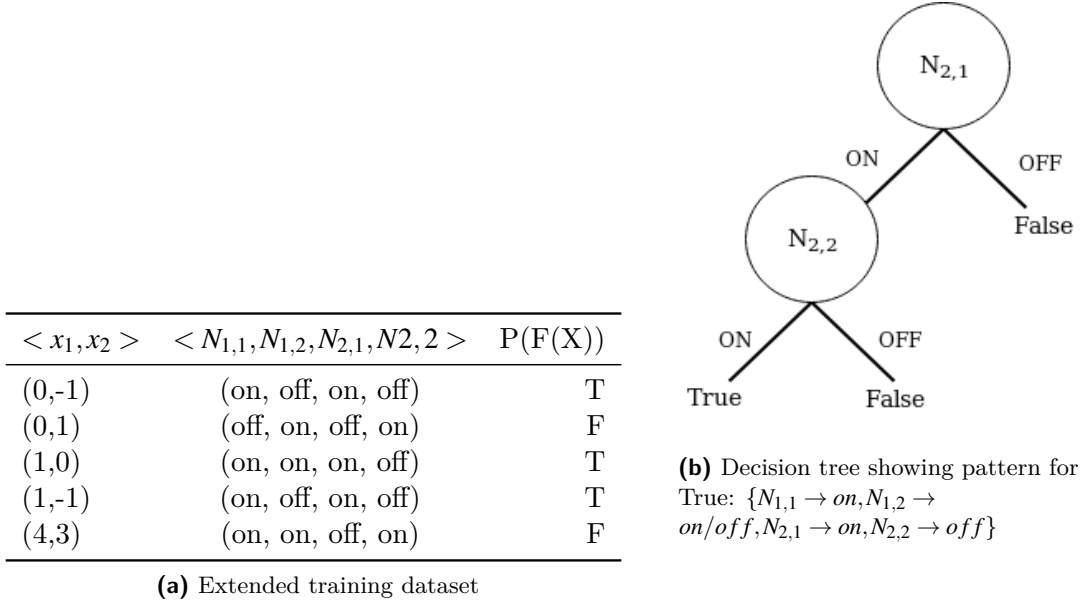 < x₁,x₂ > < N₁,₁,N₁,₂,N₂,₁,N2,2 > P(F(X))
(0,-1) (on, off, on, off) T
(0,1) (off, on, off, on) F
(1,0) (on, on, on, off) T
(1,-1) (on, off, on, off) T
(4,3) (on, on, off, on) F
(a) Extended training dataset
N₂,₁
ON OFF
N₂,₂ False
ON OFF
True False
(b) Decision tree showing pattern for
True: {N₁,₁ → on,N₁,₂ →
on/off,N₂,₁ → on,N₂,₂ → off}